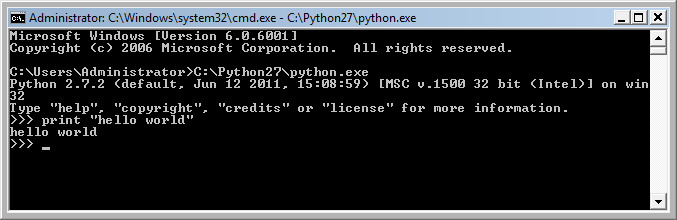 Administrator: C:\Windows\system32\cmd.exe - C:\Python27\python.exe
Microsoft Windows [Version 6.0.6001]
Copyright (c) 2006 Microsoft Corporation.  All rights reserved.
C:\Users\Administrator>C:\Python27\python.exe
Python 2.7.2 (default, Jun 12 2011, 15:08:59) [MSC v.1500 32 bit (Intel)] on win
32
Type "help", "copyright", "credits" or "license" for more information.
>>> print "hello world"
hello world
>>> _